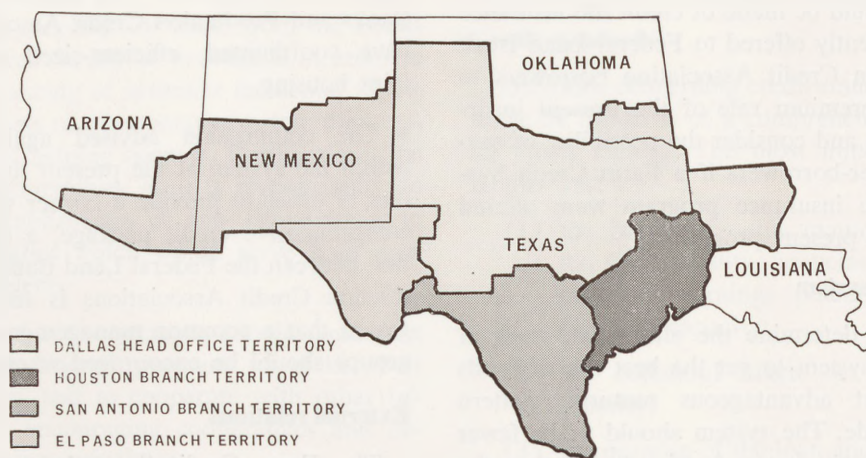 OKLAHOMA
ARIZONA
NEW MEXICO
TEXAS
LOUISIANA
DALLAS HEAD OFFICE TERRITORY
HOUSTON BRANCH TERRITORY
SAN ANTONIO BRANCH TERRITORY
EL PASO BRANCH TERRITORY